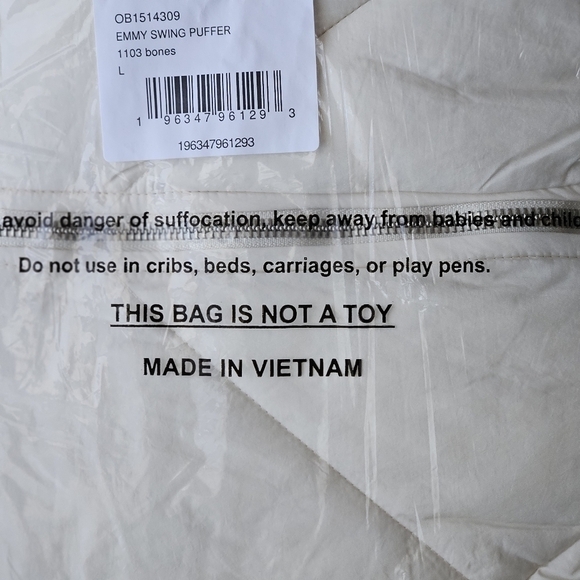 OB1514309
EMMY SWING PUFFER
1103 bones
L
1 96347 96129 3
196347961293
avoid danger of suffocation, keep away from babies and child
Do not use in cribs, beds, carriages, or play pens.
THIS BAG IS NOT A TOY
MADE IN VIETNAM